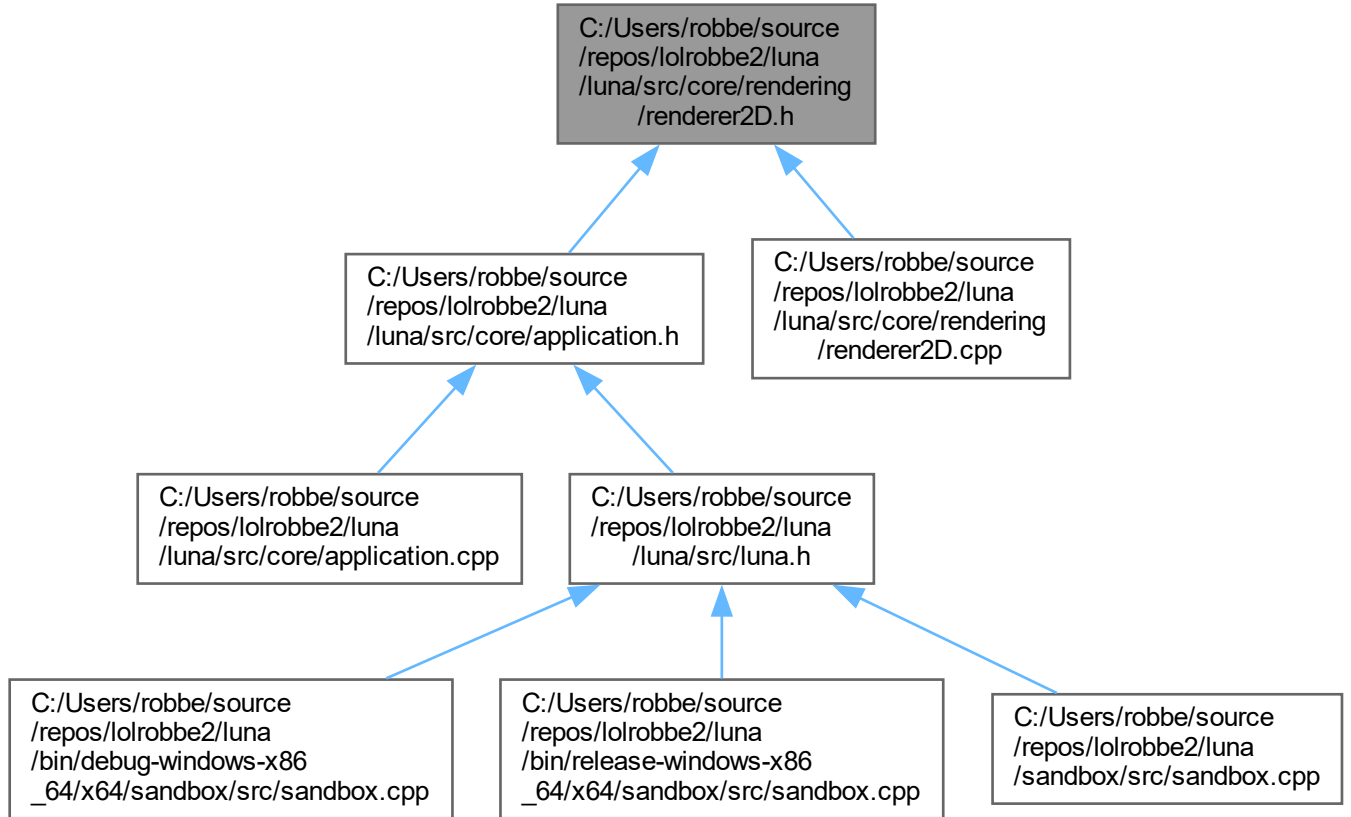 C:/Users/robbe/source
/repos/lolrobbe2/luna
/luna/src/core/rendering
/renderer2D.h
C:/Users/robbe/source
/repos/lolrobbe2/luna
/luna/src/core/application.h
C:/Users/robbe/source
/repos/lolrobbe2/luna
/luna/src/core/rendering
/renderer2D.cpp
C:/Users/robbe/source
/repos/lolrobbe2/luna
/luna/src/core/application.cpp
C:/Users/robbe/source
/repos/lolrobbe2/luna
/luna/src/luna.h
C:/Users/robbe/source
/repos/lolrobbe2/luna
/bin/debug-windows-x86
_64/x64/sandbox/src/sandbox.cpp
C:/Users/robbe/source
/repos/lolrobbe2/luna
/bin/release-windows-x86
_64/x64/sandbox/src/sandbox.cpp
C:/Users/robbe/source
/repos/lolrobbe2/luna
/sandbox/src/sandbox.cpp